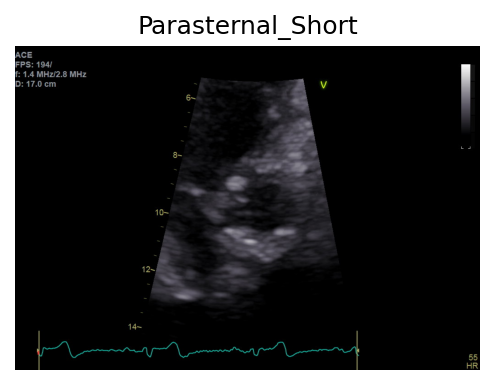 Parasternal_Short
ACE
FPS: 194/
f: 1.4 MHz/2.8 MHz
D: 17.0 cm
V
6
8
10
12
14
55
HR